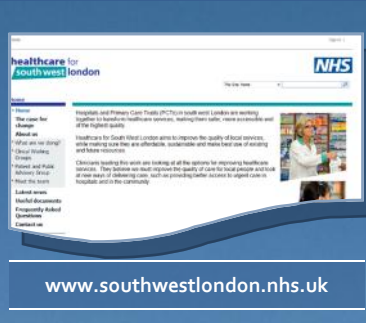 healthcare for
south west london
NHS
Home
The case for
change
About us
What are we doing?
Clinical Working
Groups
Patient and Public
Advisory Group
Meet the team
Latest news
Useful documents
Frequently Asked
Questions
Contact us
Hospitals and Primary Care Trusts (PCTs) in south west London are working
together to transform healthcare services, making them safer, more accessible and
of the highest quality.
Healthcare for South West London aims to improve the quality of local services,
while making sure they are affordable, sustainable and make best use of existing
and future resources.
Clinicians leading this work are looking at all the options for improving healthcare
services. They believe we must improve the quality of care for local people and look
at new ways of delivering care, such as providing better access to urgent care in
hospitals and in the community.
www.southwestlondon.nhs.uk